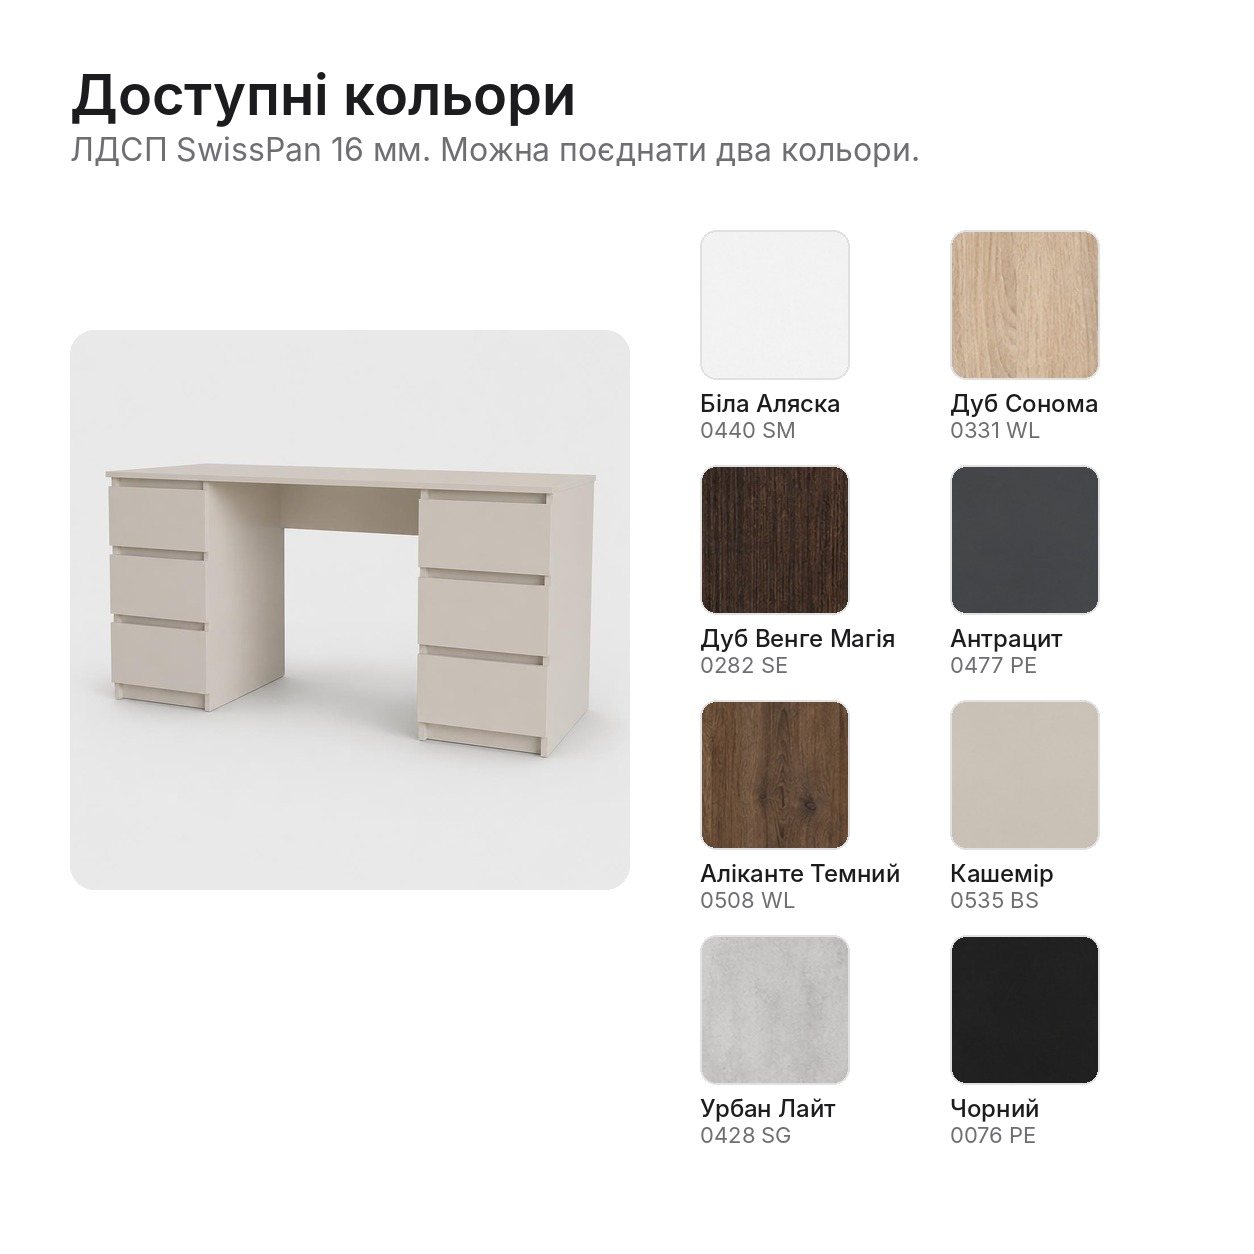 Доступні кольори
ЛДСП SwissPan 16 мм. Можна поєднати два кольори.
Біла Аляска
0440 SM
Дуб Сонома
0331 WL
Дуб Венге Магія
0282 SE
Антрацит
0477 PE
Аліканте Темний
0508 WL
Кашемір
0535 BS
Урбан Лайт
0428 SG
Чорний
0076 PE